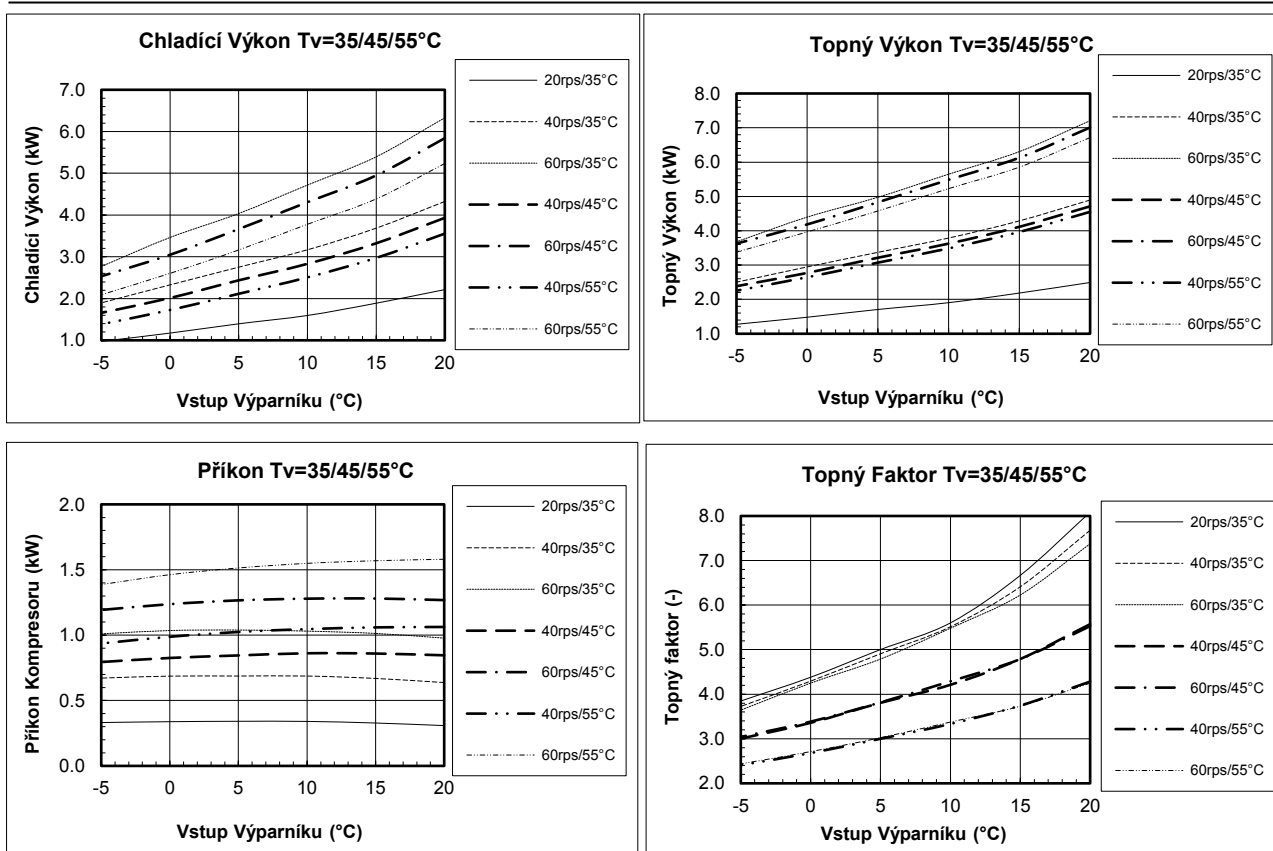 Chladící Výkon Tv=35/45/55°C
Chladící Výkon (kW)
7.0
6.0
5.0
4.0
3.0
2.0
1.0
-5 0 5 10 15 20
Vstup Výparníku (°C)
20rps/35°C
40rps/35°C
60rps/35°C
40rps/45°C
60rps/45°C
40rps/55°C
60rps/55°C
Topný Výkon Tv=35/45/55°C
Topný Výkon (kW)
8.0
7.0
6.0
5.0
4.0
3.0
2.0
1.0
-5 0 5 10 15 20
Vstup Výparníku (°C)
20rps/35°C
40rps/35°C
60rps/35°C
40rps/45°C
60rps/45°C
40rps/55°C
60rps/55°C
Příkon Tv=35/45/55°C
Příkon Kompresoru (kW)
2.0
1.5
1.0
0.5
0.0
-5 0 5 10 15 20
Vstup Výparníku (°C)
20rps/35°C
40rps/35°C
60rps/35°C
40rps/45°C
60rps/45°C
40rps/55°C
60rps/55°C
Topný Faktor Tv=35/45/55°C
Topný faktor (-)
8.0
7.0
6.0
5.0
4.0
3.0
2.0
-5 0 5 10 15 20
Vstup Výparníku (°C)
20rps/35°C
40rps/35°C
60rps/35°C
40rps/45°C
60rps/45°C
40rps/55°C
60rps/55°C